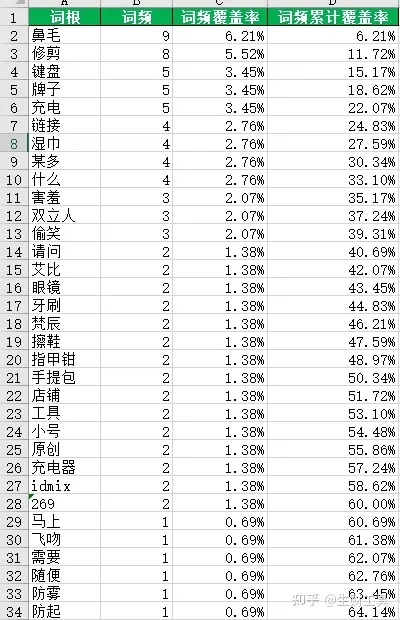 A B C D
1 词根 词频 词频覆盖率 词频累计覆盖率
2 鼻毛 9 6.21% 6.21%
3 修剪 8 5.52% 11.72%
4 键盘 5 3.45% 15.17%
5 牌子 5 3.45% 18.62%
6 充电 5 3.45% 22.07%
7 链接 4 2.76% 24.83%
8 湿巾 4 2.76% 27.59%
9 某多 4 2.76% 30.34%
10 什么 4 2.76% 33.10%
11 害羞 3 2.07% 35.17%
12 双立人 3 2.07% 37.24%
13 偷笑 3 2.07% 39.31%
14 请问 2 1.38% 40.69%
15 艾比 2 1.38% 42.07%
16 眼镜 2 1.38% 43.45%
17 牙刷 2 1.38% 44.83%
18 梵辰 2 1.38% 46.21%
19 擦鞋 2 1.38% 47.59%
20 指甲钳 2 1.38% 48.97%
21 手提包 2 1.38% 50.34%
22 店铺 2 1.38% 51.72%
23 工具 2 1.38% 53.10%
24 小号 2 1.38% 54.48%
25 原创 2 1.38% 55.86%
26 充电器 2 1.38% 57.24%
27 idmix 2 1.38% 58.62%
28 269 2 1.38% 60.00%
29 马上 1 0.69% 60.69%
30 飞吻 1 0.69% 61.38%
31 需要 1 0.69% 62.07%
32 随便 1 0.69% 62.76%
33 防雾 1 0.69% 63.45%
34 防起 1 0.69% 64.14%